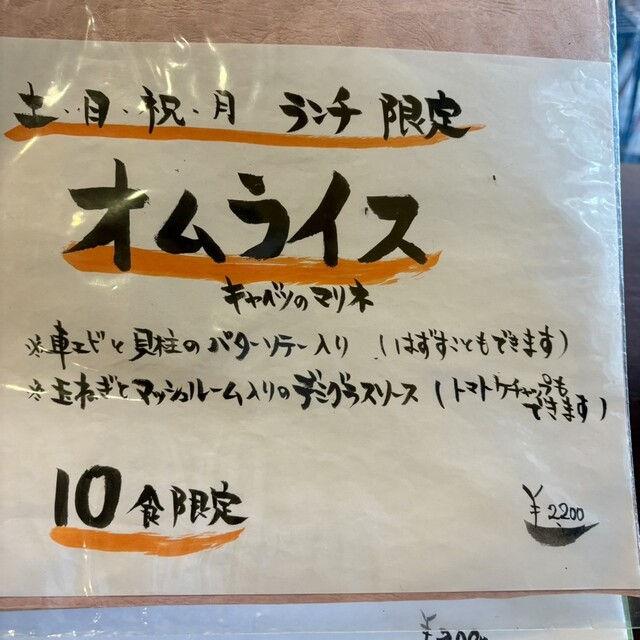 土・日・祝・月 ランチ 限定
オムライス
キャベツのマリネ
※車エビと貝柱のバターソテー入り (はずすこともできます)
※玉ねぎとマッシュルーム入りのデミグラスソース (トマトケチャップも
できます)
10食限定
¥2200